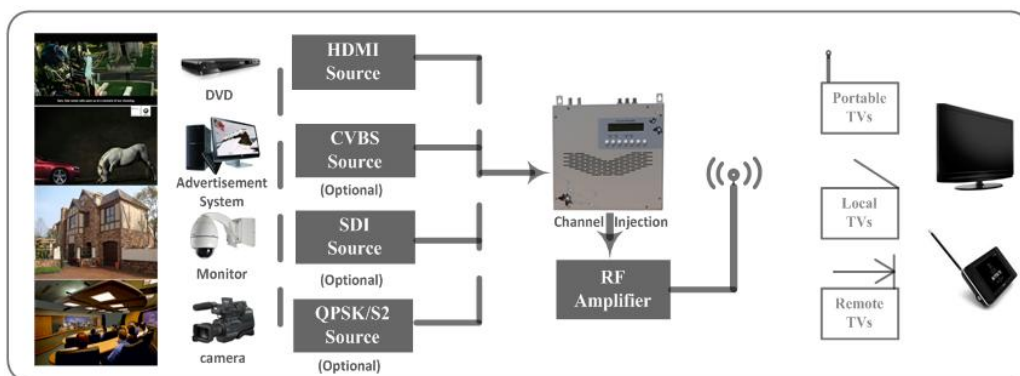 DVD
Advertisement
System
Monitor
camera
HDMI
Source
CVBS
Source
(Optional)
SDI
Source
(Optional)
QPSK/S2
Source
(Optional)
Channel Injection
RF
Amplifier
Portable
TVs
Local
TVs
Remote
TVs